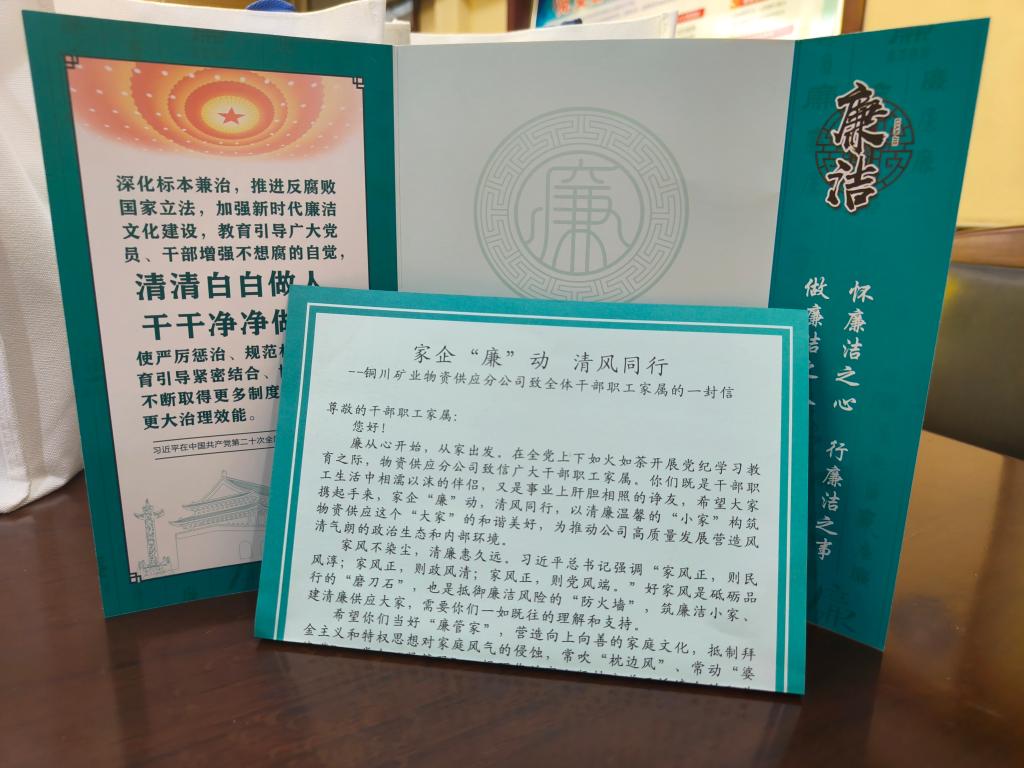 深化标本兼治，推进反腐败
国家立法，加强新时代廉洁
文化建设，教育引导广大党
员、干部增强不想腐的自觉，
清清白白做人
干干净净做
使严厉惩治、规范
育引导紧密结合、
不断取得更多制度
更大治理效能。
习近平在中国共产党第二十次全
廉
廉洁
怀廉洁之心
做廉洁之人
行廉洁之事
家企“廉”动 清风同行
--铜川矿业物资供应分公司致全体干部职工家属的一封信
尊敬的干部职工家属：
您好！
廉从心开始，从家出发。在全党上下如火如荼开展党纪学习教
育之际，物资供应分公司致信广大干部职工家属。你们既是干部职
工生活中相濡以沫的伴侣，又是事业上肝胆相照的诤友，希望大家
携起手来，家企“廉”动，清风同行，以清廉温馨的“小家”构筑
物资供应这个“大家”的和谐美好，为推动公司高质量发展营造风
清气朗的政治生态和内部环境。
家风不染尘，清廉惠久远。习近平总书记强调“家风正，则民
风淳；家风正，则政风清；家风正，则党风端。”好家风是砥砺品
行的“磨刀石”，也是抵御廉洁风险的“防火墙”，筑廉洁小家、
建清廉供应大家，需要你们一如既往的理解和支持。
希望你们当好“廉管家”，营造向上向善的家庭文化，抵制拜
金主义和特权思想对家庭风气的侵蚀，常吹“枕边风”、常动“婆